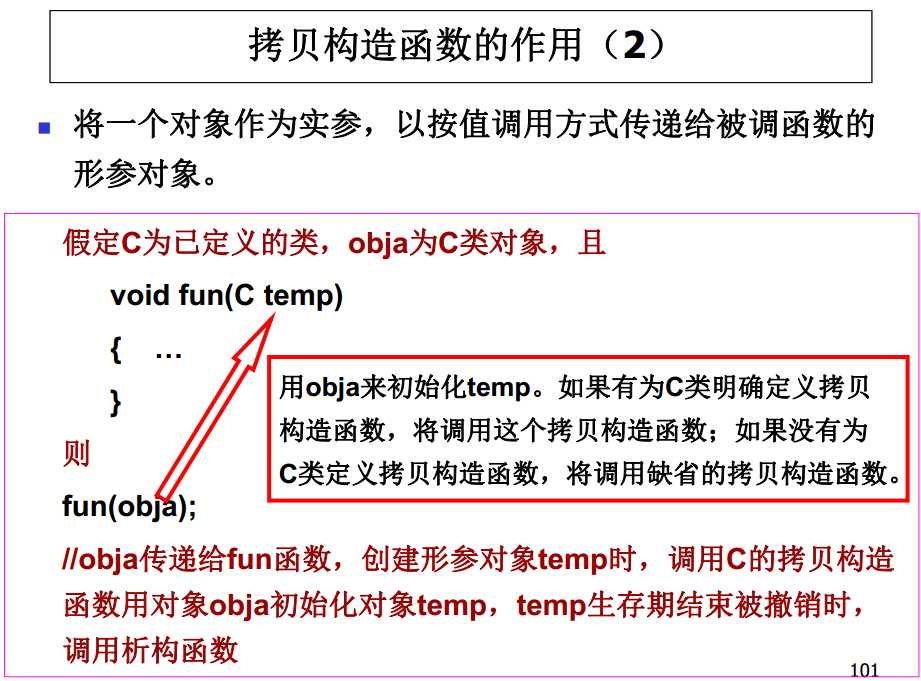 拷贝构造函数的作用（2）
将一个对象作为实参，以按值调用方式传递给被调函数的
形参对象。
假定C为已定义的类，obja为C类对象，且
void fun(C temp)
{ …
}
用obja来初始化temp。如果有为C类明确定义拷贝
构造函数，将调用这个拷贝构造函数；如果没有为
C类定义拷贝构造函数，将调用缺省的拷贝构造函数。
则
fun(obja);
//obja传递给fun函数，创建形参对象temp时，调用C的拷贝构造
函数用对象obja初始化对象temp，temp生存期结束被撤销时，
调用析构函数
101